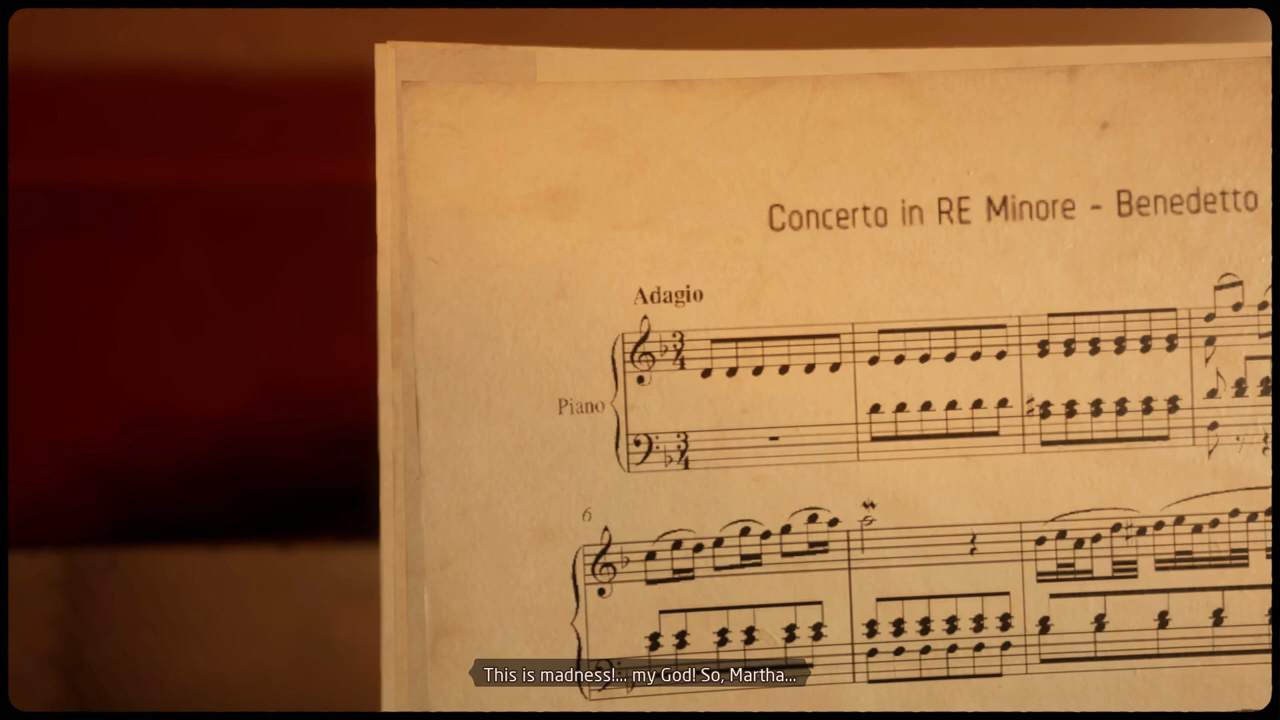 Concerto in RE Minore - Benedetto
Adagio
Piano
6
This is madness!... my God! So, Martha...